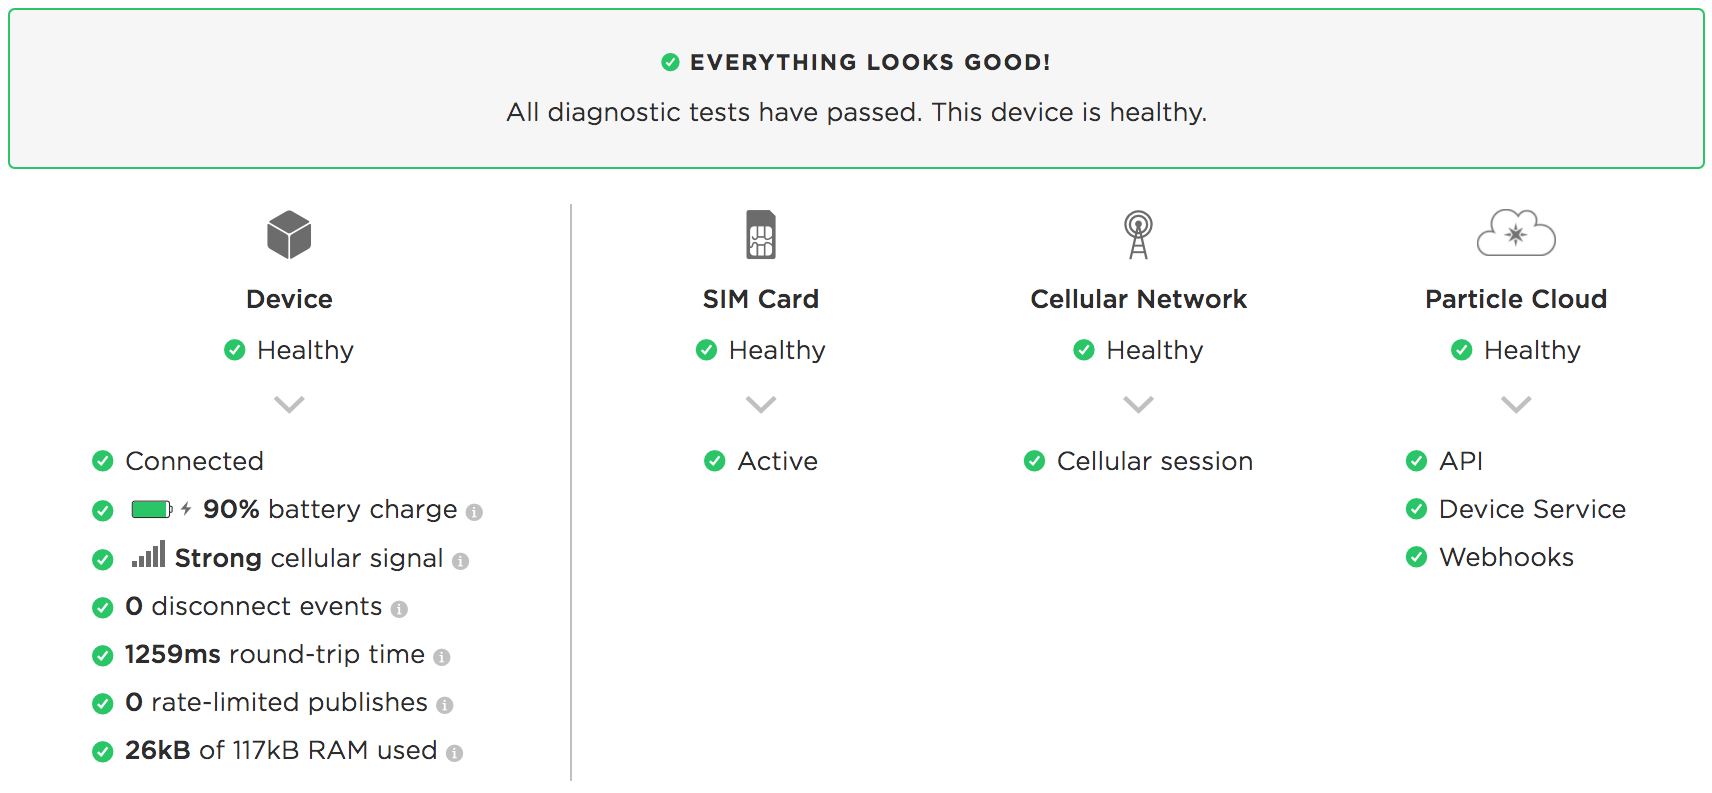 EVERYTHING LOOKS GOOD!
All diagnostic tests have passed. This device is healthy.
Device
Healthy
Connected
90% battery charge
Strong cellular signal
0 disconnect events
1259ms round-trip time
0 rate-limited publishes
26kB of 117kB RAM used
SIM Card
Healthy
Active
Cellular Network
Healthy
Cellular session
Particle Cloud
Healthy
API
Device Service
Webhooks